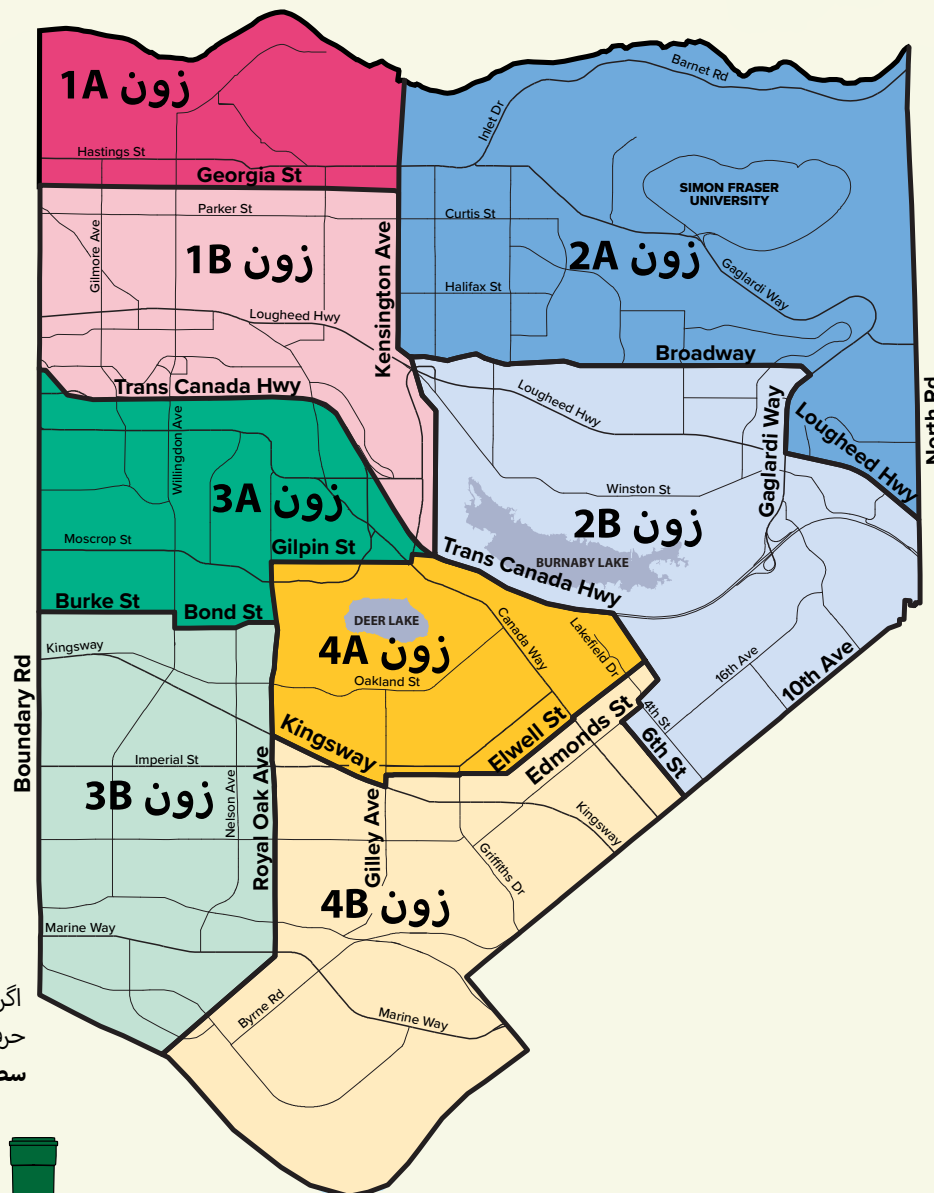 زون 1A
Hastings St
Georgia St
Barnet Rd
Inlet Dr
SIMON FRASER
UNIVERSITY
Parker St
Curtis St
Gilmore Ave
زون 1B
Kensington Ave
زون 2A
Gaglardi Way
Halifax St
Lougheed Hwy
Broadway
Trans Canada Hwy
Lougheed Hwy
Gaglardi Way
Lougheed Hwy
North Rd
Willingdon Ave
زون 3A
Winston St
زون 2B
Moscrop St
Gilpin St
Trans Canada Hwy
BURNABY LAKE
Burke St
Bond St
DEER LAKE
Canada Way
Lakefield Dr
Kingsway
زون 4A
Oakland St
16th Ave
10th Ave
Boundary Rd
Kingsway
Elwell St
Edmonds St
4th St
6th St
Imperial St
زون 3B
Nelson Ave
Royal Oak Ave
Gilley Ave
Kingsway
Griffiths Dr
زون 4B
Marine Way
Byrne Rd
Marine Way
اگر